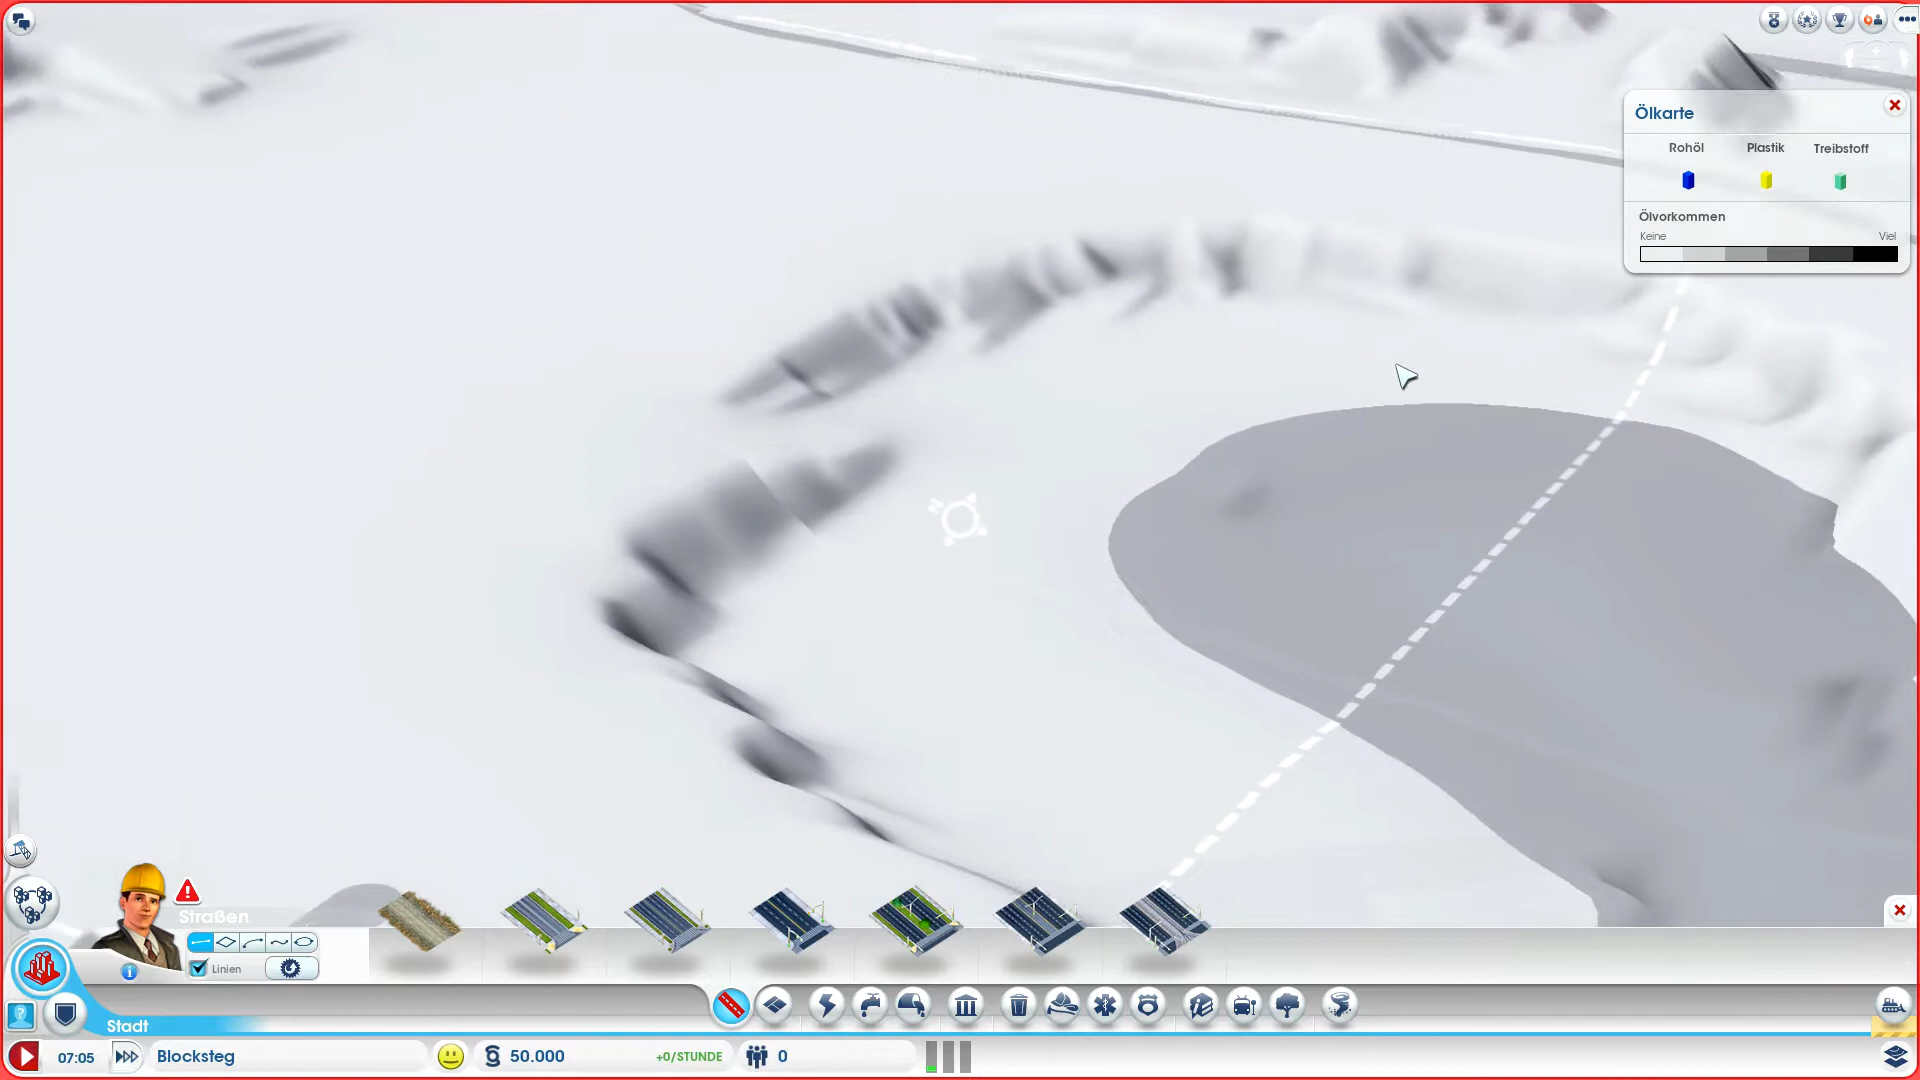 Ölkarte
Rohöl Plastik Treibstoff
Ölvorkommen
Keine Viel
N
Straßen
Linien
Stadt
07:05 Blocksteg 50.000 +0/STUNDE 0